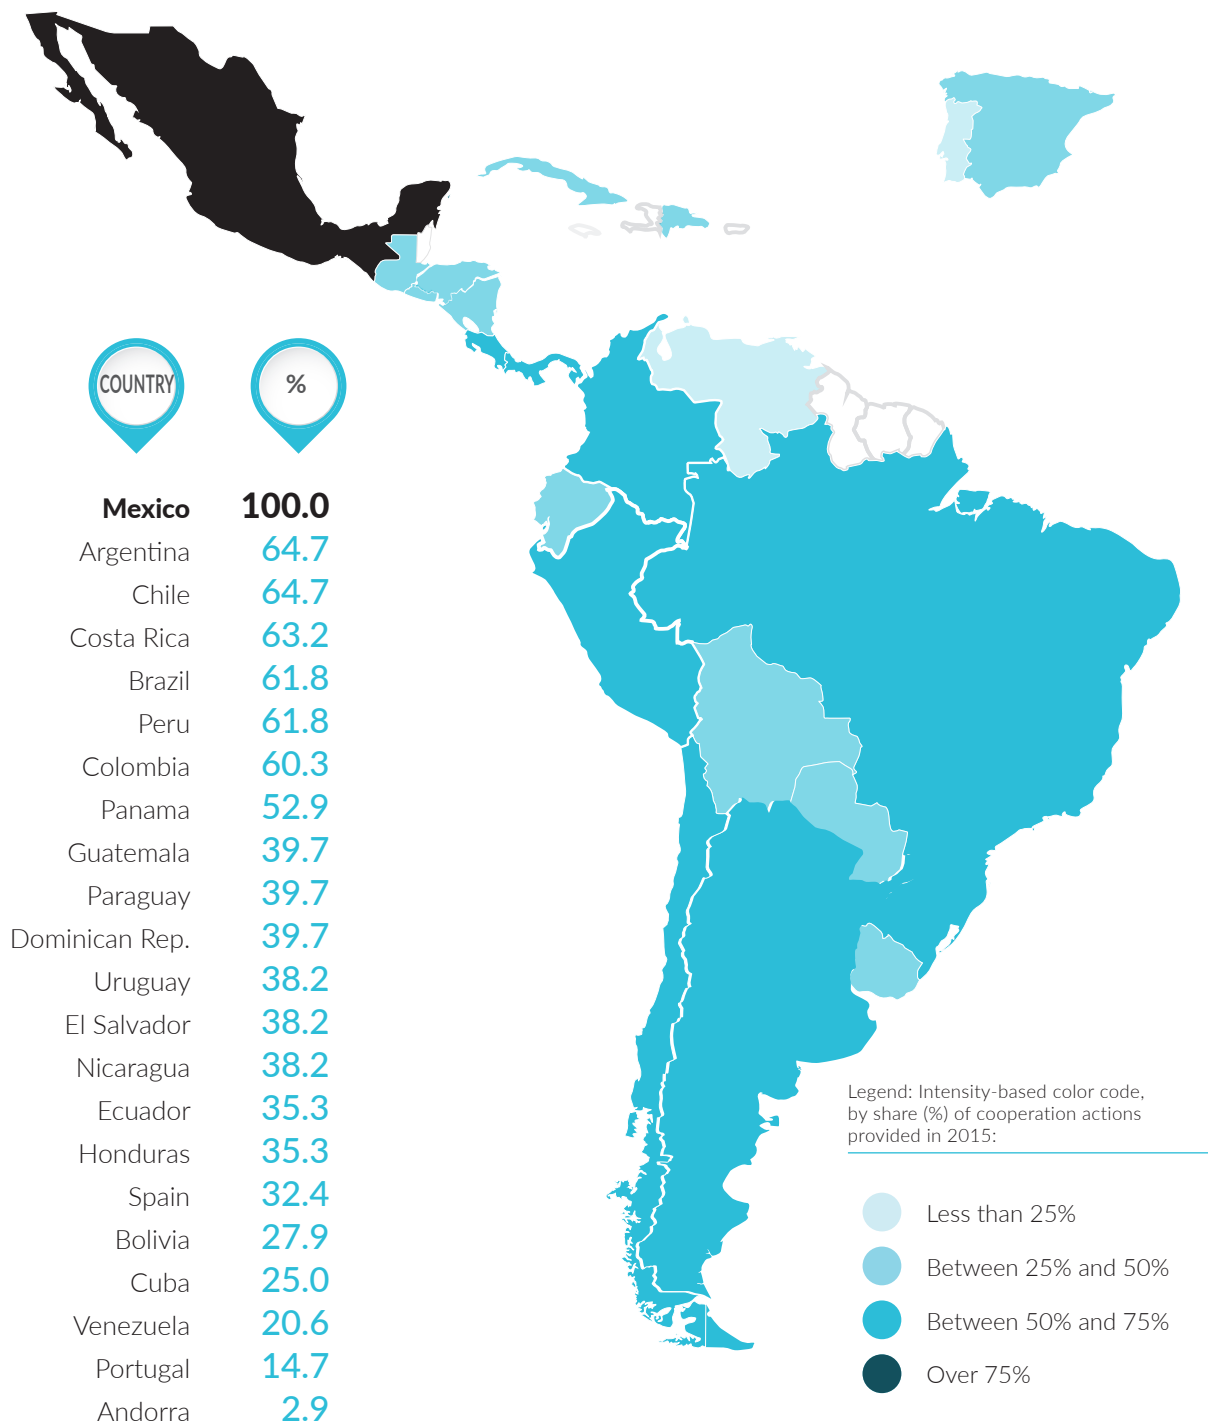 COUNTRY %
Mexico 100.0
Argentina 64.7
Chile 64.7
Costa Rica 63.2
Brazil 61.8
Peru 61.8
Colombia 60.3
Panama 52.9
Guatemala 39.7
Paraguay 39.7
Dominican Rep. 39.7
Uruguay 38.2
El Salvador 38.2
Nicaragua 38.2
Ecuador 35.3
Honduras 35.3
Spain 32.4
Bolivia 27.9
Cuba 25.0
Venezuela 20.6
Portugal 14.7
Andorra 2.9
Legend: Intensity-based color code,
by share (%) of cooperation actions
provided in 2015:
Less than 25%
Between 25% and 50%
Between 50% and 75%
Over 75%